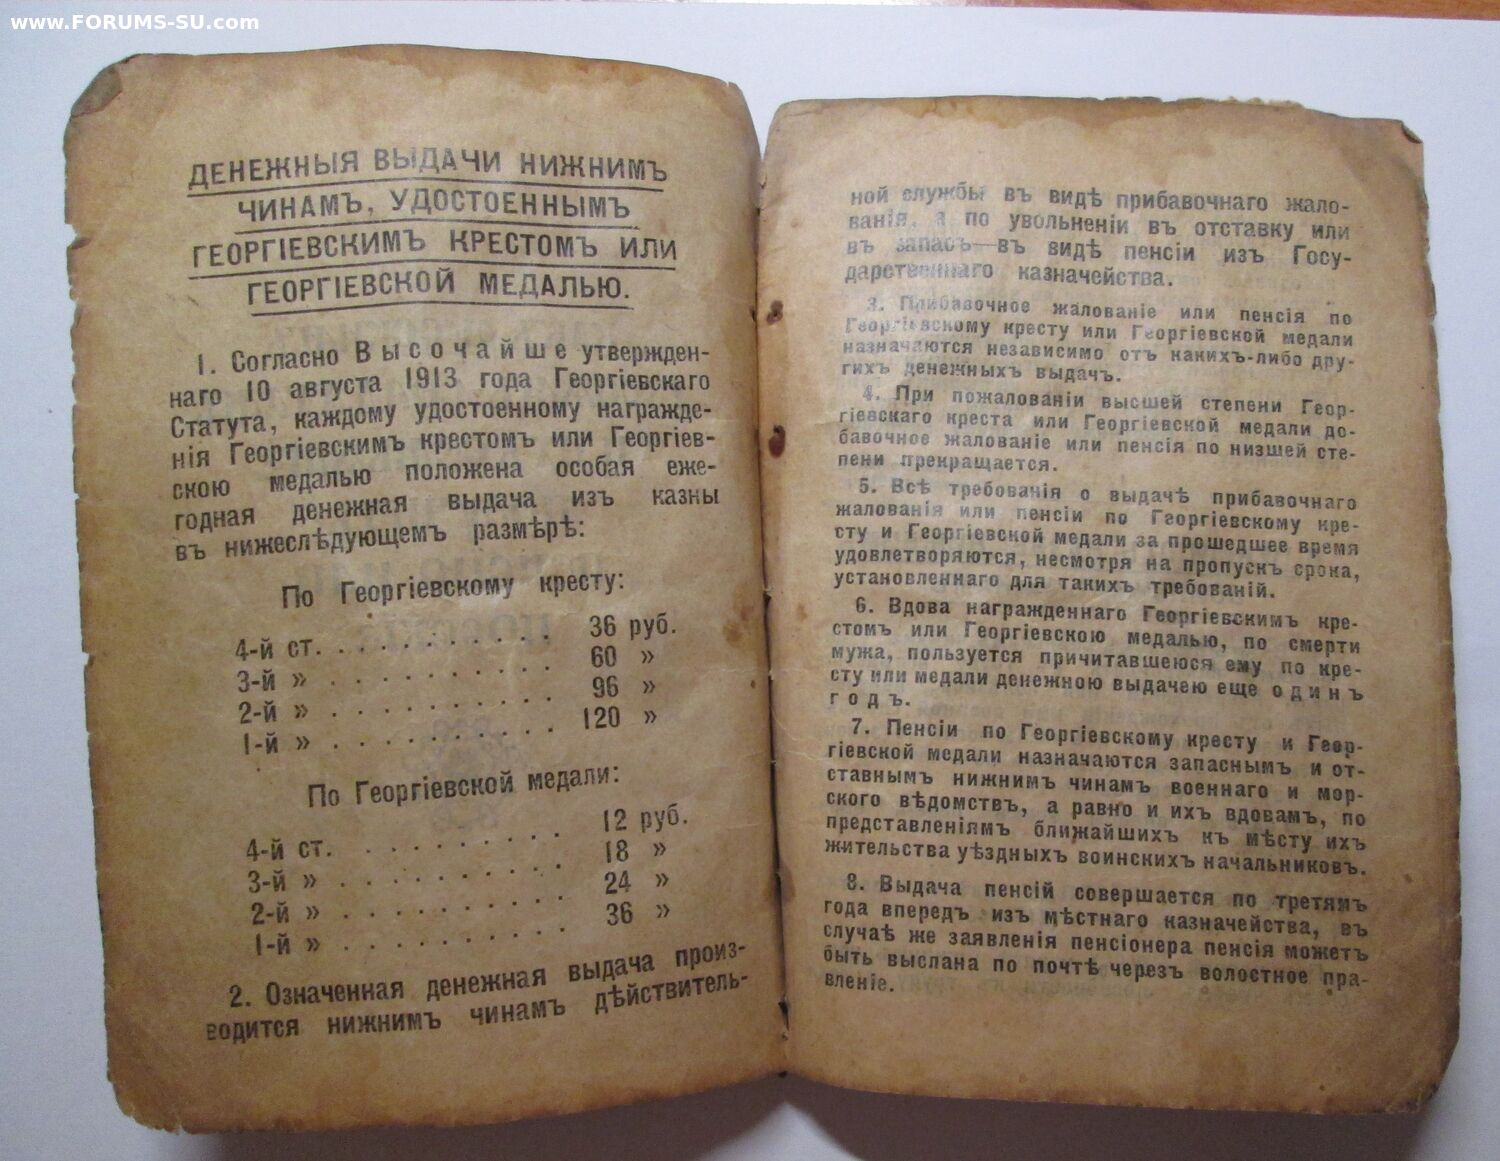 www.FORUMS-SU.com
ДЕНЕЖНЫЯ ВЫДАЧИ НИЖНИМЪ
ЧИНАМЪ, УДОСТОЕННЫМЪ
ГЕОРГІЕВСКИМЪ КРЕСТОМЪ ИЛИ
ГЕОРГІЕВСКОЙ МЕДАЛЬЮ.
1. Согласно Высочайше утвержден-
наго 10 августа 1913 года Георгіевскаго
Статута, каждому удостоенному награжде-
нія Георгіевскимъ крестомъ или Георгіев-
скою медалью положена особая еже-
годная денежная выдача изъ казны
въ нижеслѣдующемъ размѣрѣ:
По Георгіевскому кресту:
4-й ст. . . . . . . . . . 36 руб.
3-й » . . . . . . . . . . 60 »
2-й » . . . . . . . . . . 96 »
1-й » . . . . . . . . . . 120 »
По Георгіевской медали:
4-й ст. . . . . . . . . . 12 руб.
3-й » . . . . . . . . . . 18 »
2-й » . . . . . . . . . . 24 »
1-й » . . . . . . . . . . 36 »
2. Означенная денежная выдача произ-
водится нижнимъ чинамъ дѣйствитель-
ной службы въ видѣ прибавочнаго жало-
ванія, а по увольненіи въ отставку или
въ запасъ—въ видѣ пенсіи изъ Госу-
дарственнаго казначейства.
3. Прибавочное жалованіе или пенсія по
Георгіевскому кресту или Георгіевской медали
назначаются независимо отъ какихъ-либо дру-
гихъ денежныхъ выдачъ.
4. При пожалованіи высшей степени Геор-
гіевскаго креста или Георгіевской медали до-
бавочное жалованіе или пенсія по низшей сте-
пени прекращается.
5. Всѣ требованія о выдачѣ прибавочнаго
жалованія или пенсіи по Георгіевскому кре-
сту и Георгіевской медали за прошедшее время
удовлетворяются, несмотря на пропускъ срока,
установленнаго для такихъ требованій.
6. Вдова награжденнаго Георгіевскимъ кре-
стомъ или Георгіевскою медалью, по смерти
мужа, пользуется причитавшеюся ему по кре-
сту или медали денежною выдачею еще одинъ
годъ.
7. Пенсіи по Георгіевскому кресту и Геор-
гіевской медали назначаются запаснымъ и от-
ставнымъ нижнимъ чинамъ военнаго и мор-
ского вѣдомствъ, а равно и ихъ вдовамъ, по
представленіямъ ближайшихъ къ мѣсту ихъ
жительства уѣздныхъ воинскихъ начальниковъ.
8. Выдача пенсій совершается по третямъ
года впередъ изъ мѣстнаго казначейства, въ
случаѣ же заявленія пенсіонера пенсія можетъ
быть выслана по почтѣ черезъ волостное пра-
вленіе.